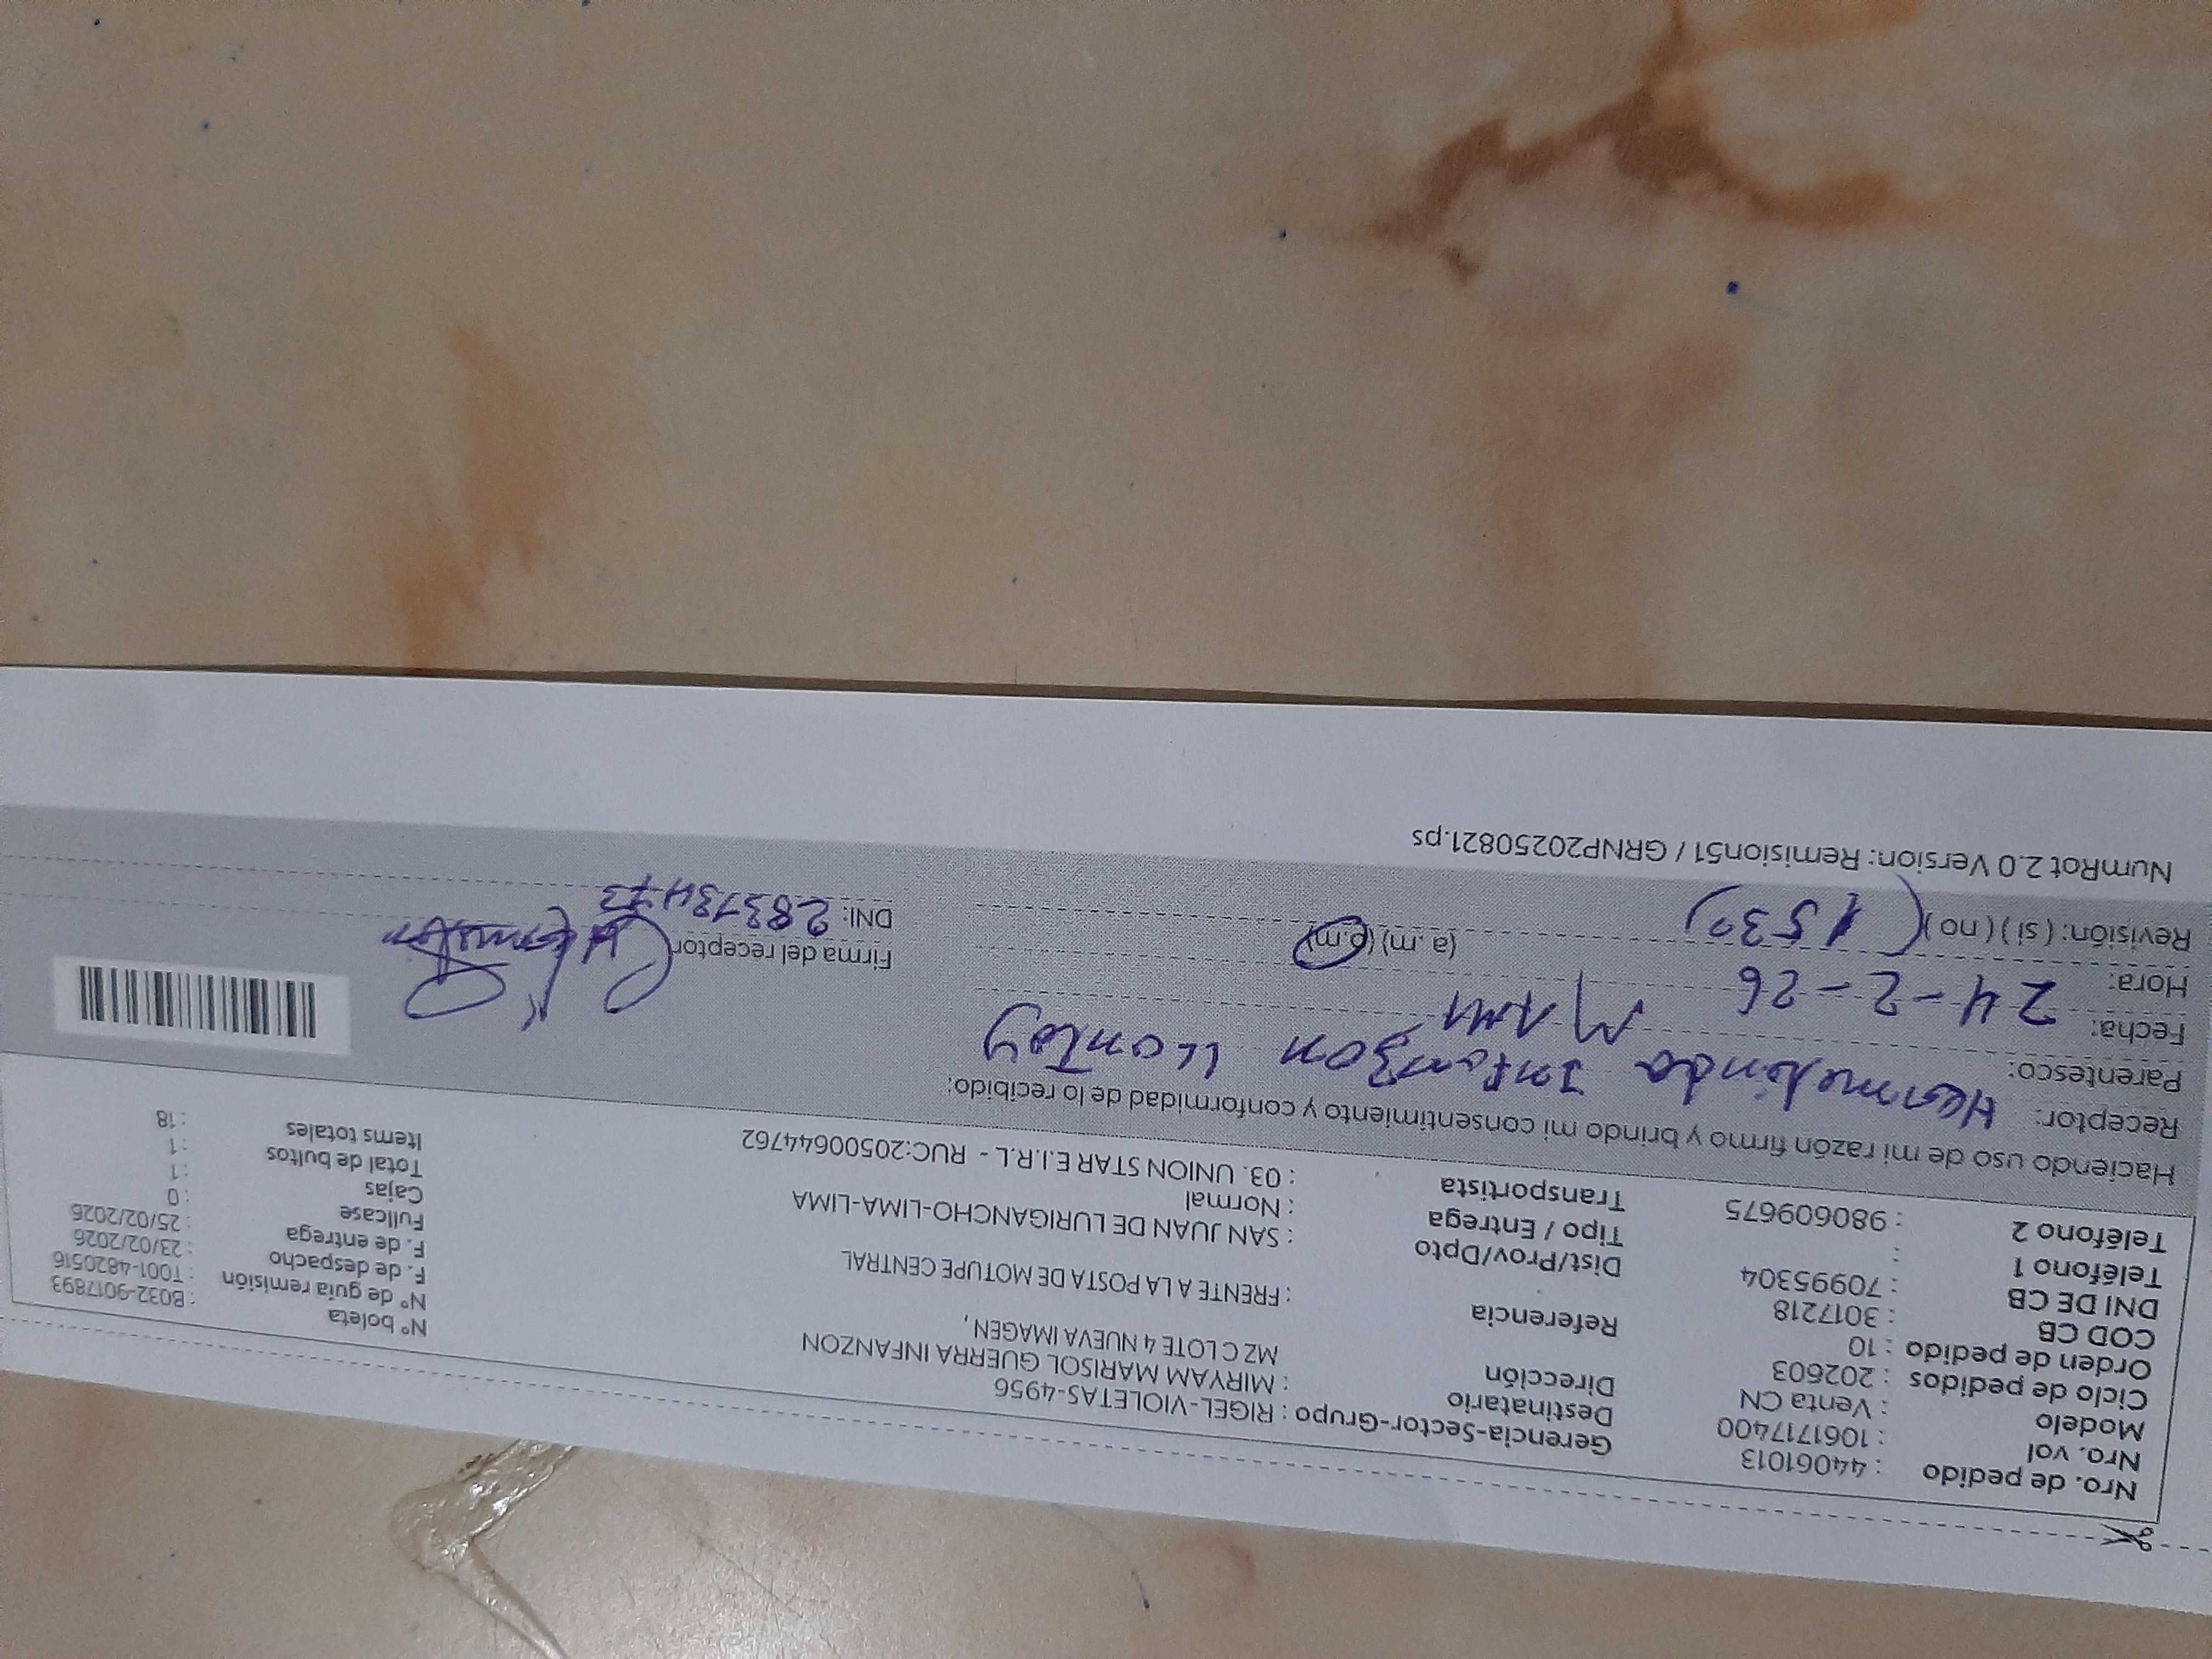 Nro. de pedido : 44061013
Nro. vol : 1061717400
Modelo : Venta CN
Ciclo de pedidos : 202603
Orden de pedido : 10
COD CB : 3017218
DNI DE CB : 70995304
Teléfono 1 :
Teléfono 2 : 980609675
Gerencia-Sector-Grupo : RIGEL-VIOLETAS-4956
Destinatario : MIRYAM MARISOL GUERRA INFANZON
Dirección MZ C LOTE 4 NUEVA IMAGEN,
Referencia : FRENTE A LA POSTA DE MOTUPE CENTRAL
Dist/Prov/Dpto : SAN JUAN DE LURIGANCHO-LIMA-LIMA
Tipo / Entrega : Normal
Transportista : 03. UNION STAR E.I.R.L - RUC:20500644762
Nº boleta : B032-9017893
Nº de guía remisión : T001-4820516
F. de despacho : 23/02/2026
F. de entrega : 25/02/2026
Fullcase : 0
Cajas : 1
Total de bultos : 1
Items totales : 18
Haciendo uso de mi razón firmo y brindo mi consentimiento y conformidad de lo recibido:
Receptor: Hermelinda Infanzon Llantoy
Parentesco: MAMA
Fecha: 24-2-26
Hora: (a.m) (p.m)
Revisión: (si) (no) (1530)
Firma del receptor
DNI: 28373473
NumRot 2.0 Version: Remision51 / GRNP20250821.ps